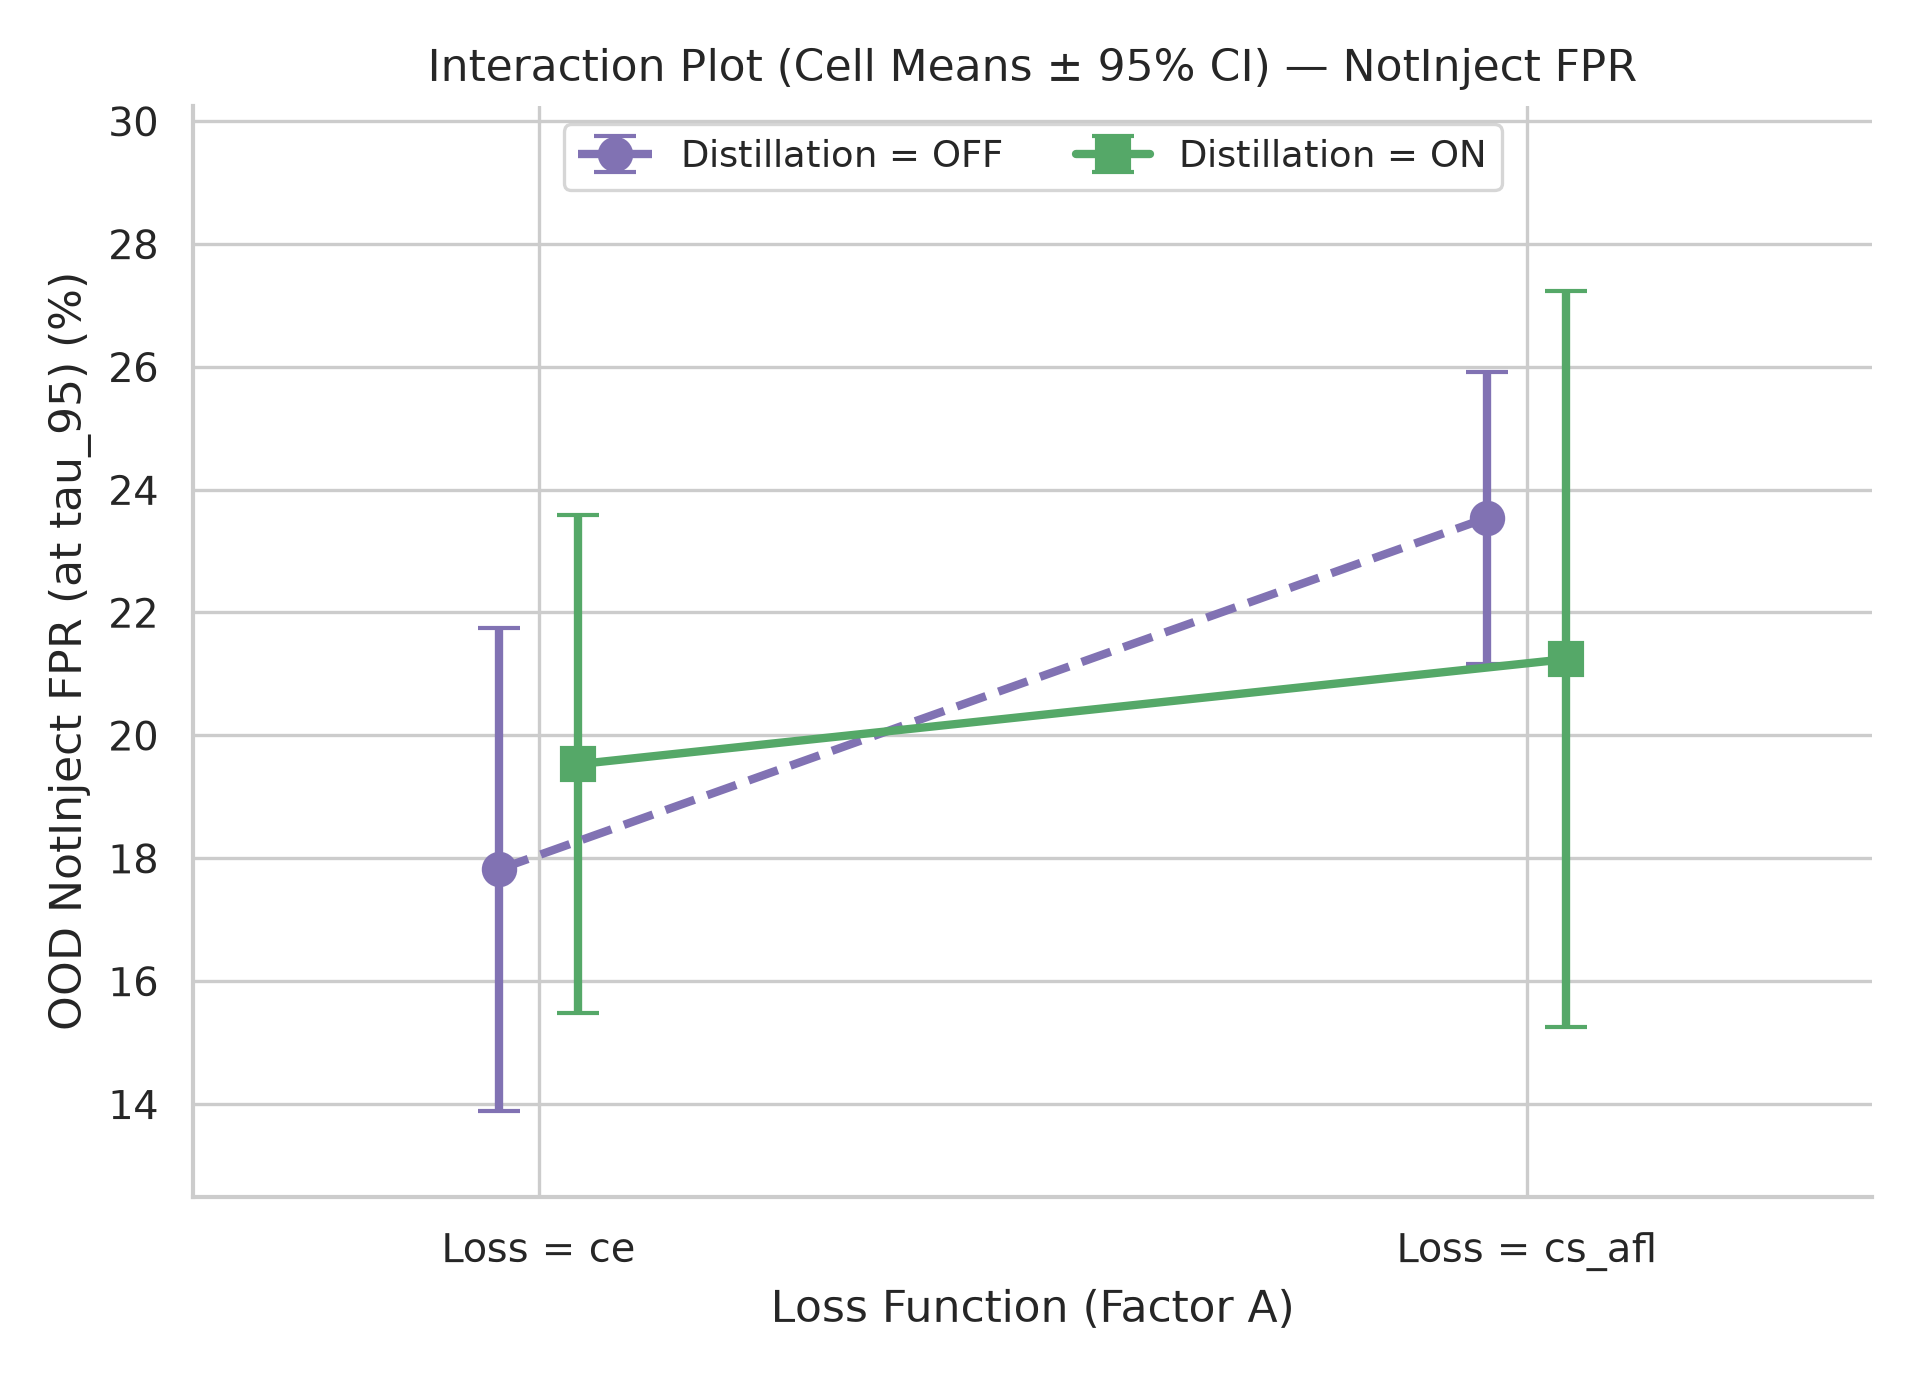 Interaction Plot (Cell Means ± 95% CI) — NotInject FPR
Distillation = OFF
Distillation = ON
OOD NotInject FPR (at tau_95) (%)
30
28
26
24
22
20
18
16
14
Loss = ce
Loss = cs_afl
Loss Function (Factor A)